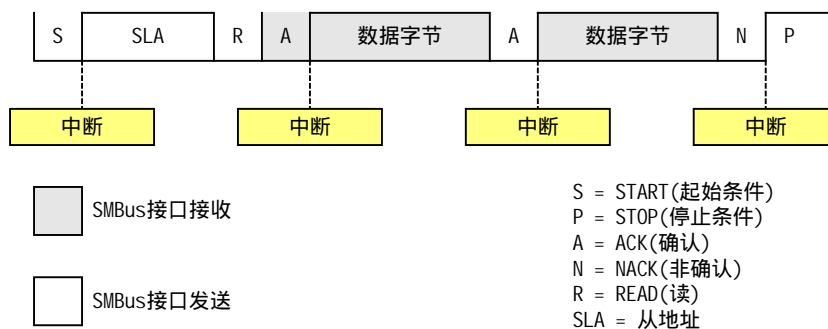 S SLA R A 数据字节 A 数据字节 N P
中断 中断 中断 中断
SMBus接口接收
SMBus接口发送
S = START(起始条件)
P = STOP(停止条件)
A = ACK(确认)
N = NACK(非确认)
R = READ(读)
SLA = 从地址